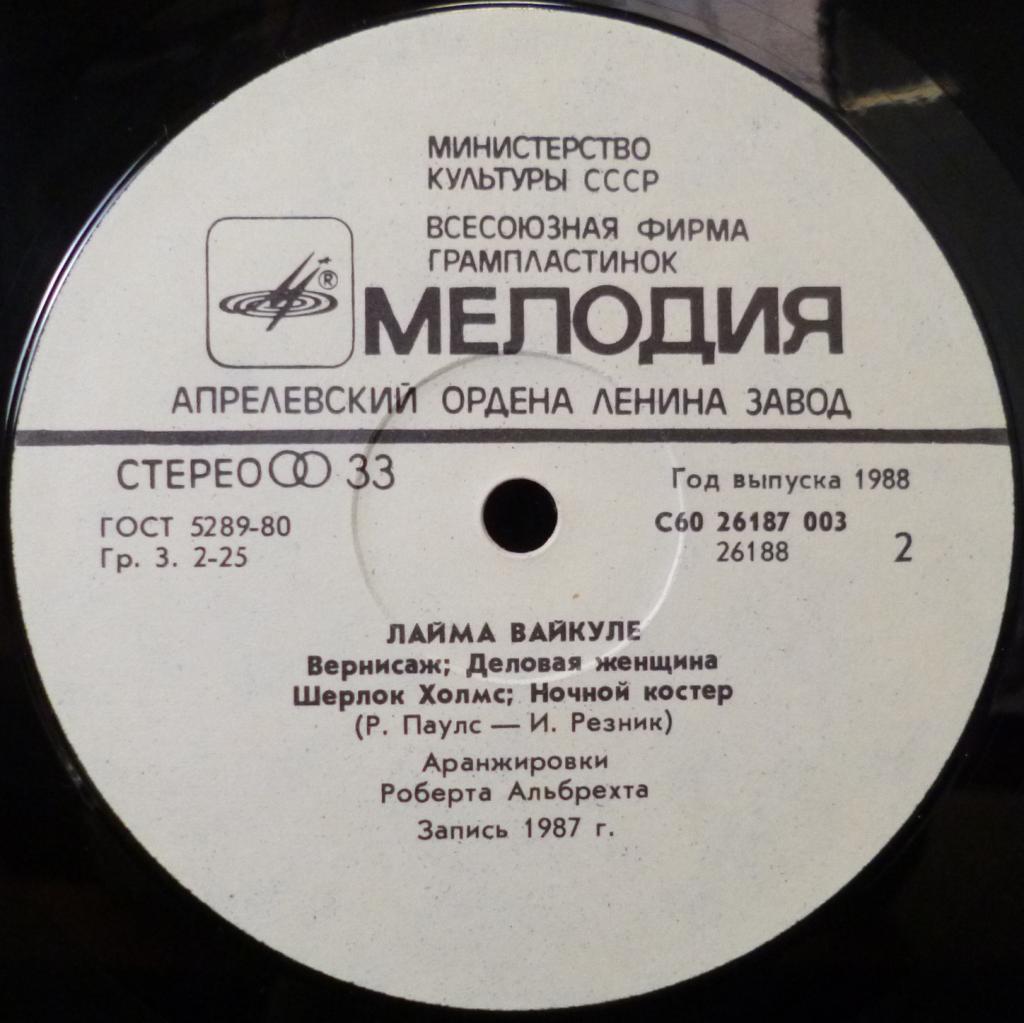 МИНИСТЕРСТВО
КУЛЬТУРЫ СССР
ВСЕСОЮЗНАЯ ФИРМА
ГРАМПЛАСТИНОК
®
МЕЛОДИЯ
АПРЕЛЕВСКИЙ ОРДЕНА ЛЕНИНА ЗАВОД
СТЕРЕО 33
ГОСТ 5289-80
Гр. 3. 2-25
Год выпуска 1988
С60 26187 003
26188
2
ЛАЙМА ВАЙКУЛЕ
Вернисаж; Деловая женщина
Шерлок Холмс; Ночной костер
(Р. Паулс — И. Резник)
Аранжировки
Роберта Альбрехта
Запись 1987 г.